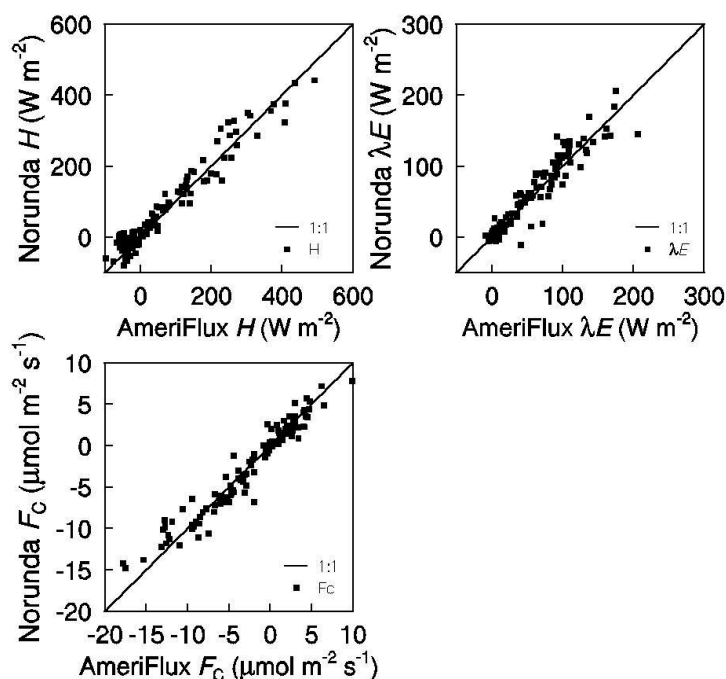 600
400
200
0
Norunda H (W m⁻²)
1:1
H
0 200 400 600
AmeriFlux H (W m⁻²)
300
200
100
0
Norunda λE (W m⁻²)
1:1
λE
0 100 200 300
AmeriFlux λE (W m⁻²)
10
5
0
-5
-10
-15
-20
Norunda F_C (μmol m⁻² s⁻¹)
1:1
Fc
-20 -15 -10 -5 0 5 10
AmeriFlux F_C (μmol m⁻² s⁻¹)